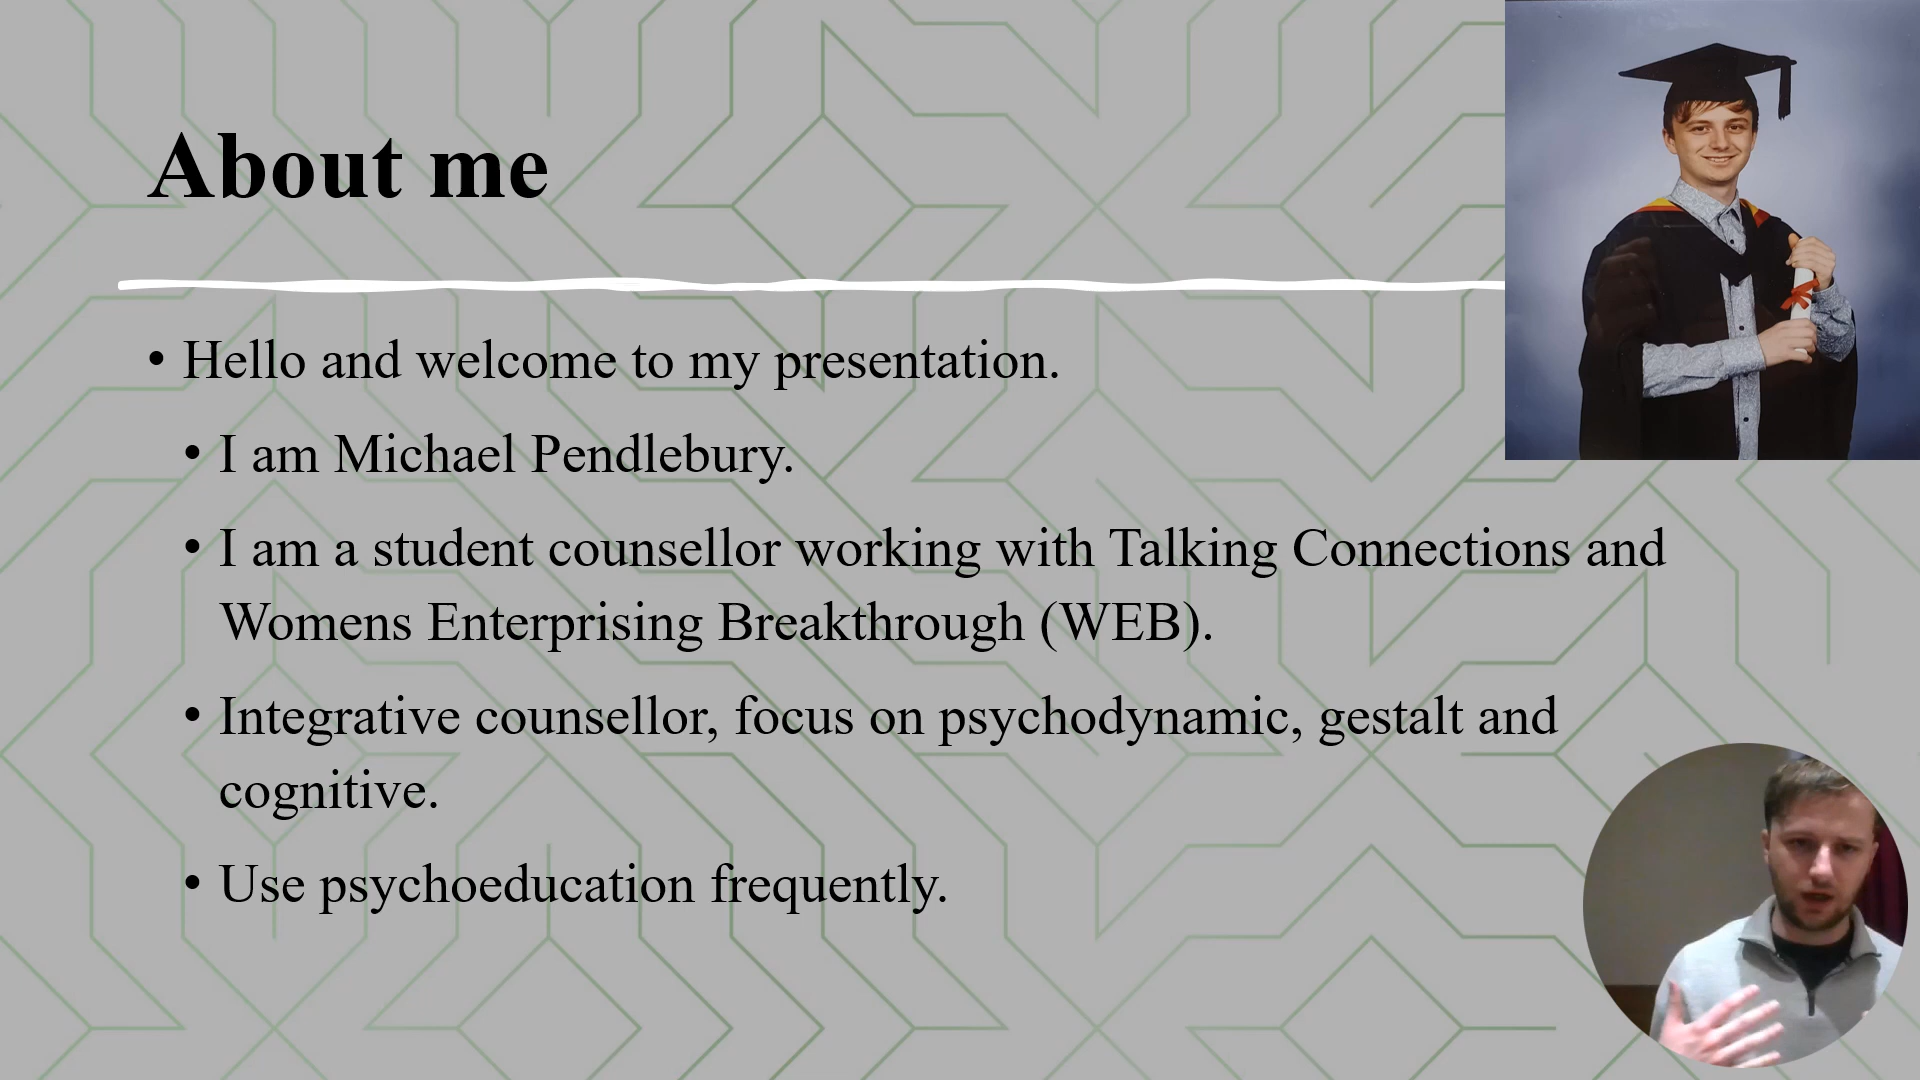 About me
• Hello and welcome to my presentation.
• I am Michael Pendlebury.
• I am a student counsellor working with Talking Connections and
Womens Enterprising Breakthrough (WEB).
• Integrative counsellor, focus on psychodynamic, gestalt and
cognitive.
• Use psychoeducation frequently.